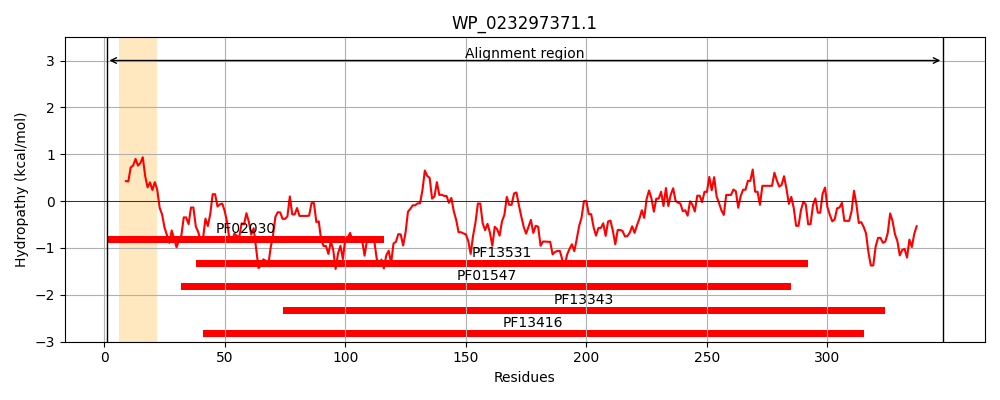 WP_023297371.1
Alignment region
3
2
1
0
−1
−2
−3
Hydropathy (kcal/mol)
PF02030
PF13531
PF01547
PF13343
PF13416
0 50 100 150 200 250 300
Residues